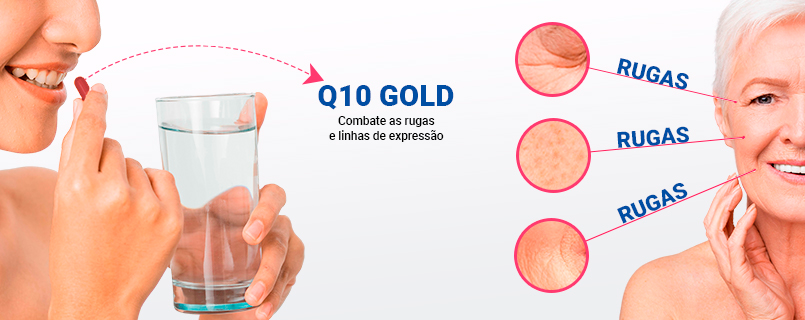 Q10 GOLD
Combate as rugas
e linhas de expressão
RUGAS
RUGAS
RUGAS